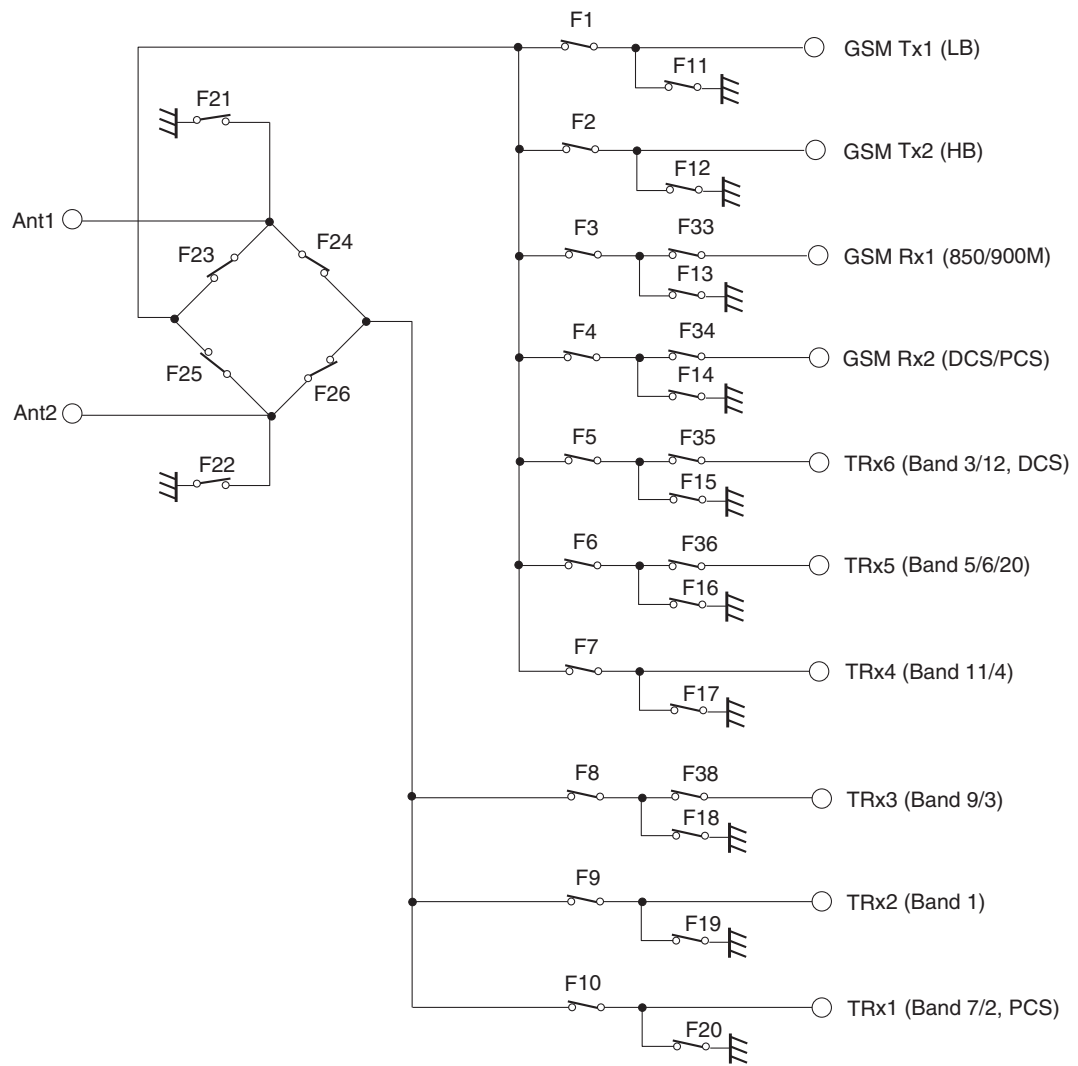 F1
GSM Tx1 (LB)
F11
F21
F2
GSM Tx2 (HB)
F12
Ant1
F23
F24
F3
F33
GSM Rx1 (850/900M)
F13
F4
F34
GSM Rx2 (DCS/PCS)
F14
F25
F26
Ant2
F22
F5
F35
TRx6 (Band 3/12, DCS)
F15
F6
F36
TRx5 (Band 5/6/20)
F16
F7
TRx4 (Band 11/4)
F17
F8
F38
TRx3 (Band 9/3)
F18
F9
TRx2 (Band 1)
F19
F10
TRx1 (Band 7/2, PCS)
F20